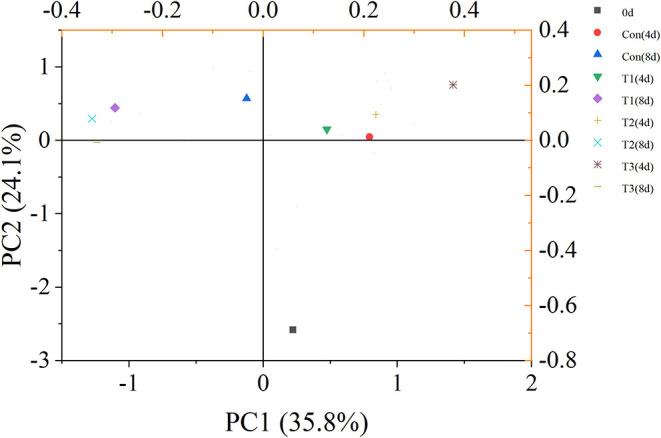 -0.4 -0.2 0.0 0.2 0.4
1
0
-1
-2
-3
PC2 (24.1%)
0.4
0.2
0.0
-0.2
-0.4
-0.6
-0.8
-1 0 1 2
PC1 (35.8%)
0d
Con(4d)
Con(8d)
T1(4d)
T1(8d)
T2(4d)
T2(8d)
T3(4d)
T3(8d)